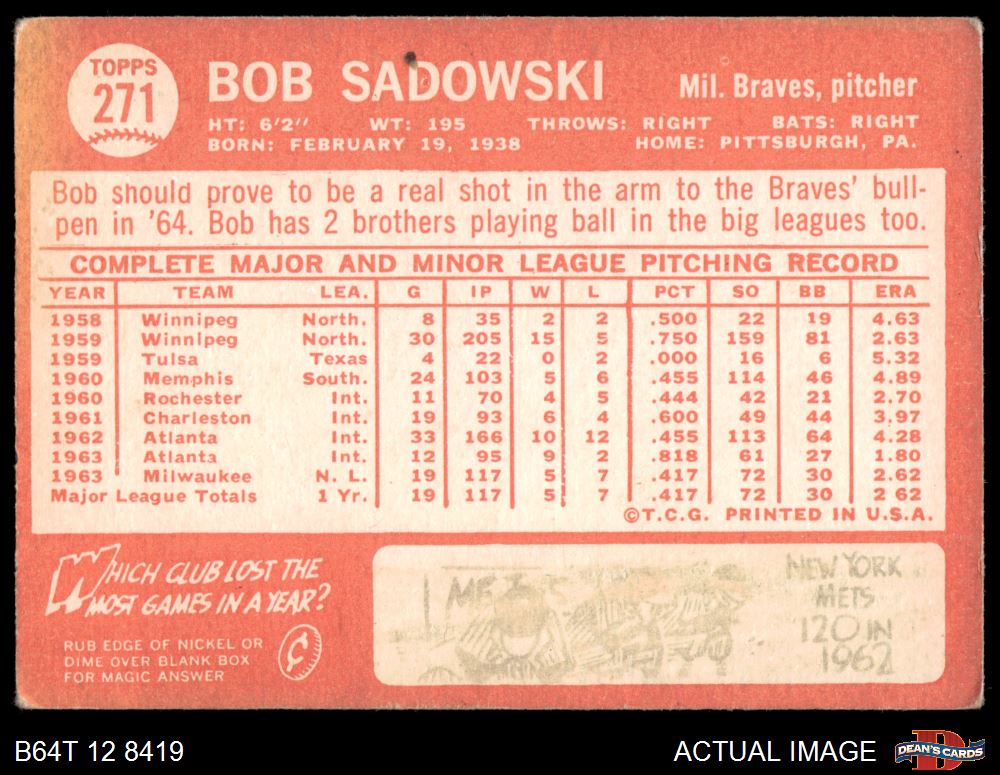 TOPPS
271
BOB SADOWSKI
Mil. Braves, pitcher
HT: 6'2" WT: 195 THROWS: RIGHT BATS: RIGHT
BORN: FEBRUARY 19, 1938 HOME: PITTSBURGH, PA.
Bob should prove to be a real shot in the arm to the Braves' bull-
pen in '64. Bob has 2 brothers playing ball in the big leagues too.
COMPLETE MAJOR AND MINOR LEAGUE PITCHING RECORD
YEAR TEAM LEA. G IP W L PCT SO BB ERA
1958 Winnipeg North. 8 35 2 2 .500 22 19 4.63
1959 Winnipeg North. 30 205 15 5 .750 159 81 2.63
1959 Tulsa Texas 4 22 0 2 .000 16 6 5.32
1960 Memphis South. 24 103 5 6 .455 114 46 4.89
1960 Rochester Int. 11 70 4 5 .444 42 21 2.70
1961 Charleston Int. 19 93 6 4 .600 49 44 3.97
1962 Atlanta Int. 33 166 10 12 .455 113 64 4.28
1963 Atlanta Int. 12 95 9 2 .818 61 27 1.80
1963 Milwaukee N. L. 19 117 5 7 .417 72 30 2.62
Major League Totals 1 Yr. 19 117 5 7 .417 72 30 2 62
©T.C.G. PRINTED IN U.S.A.
WHICH CLUB LOST THE
MOST GAMES IN A YEAR?
RUB EDGE OF NICKEL OR
DIME OVER BLANK BOX
FOR MAGIC ANSWER
¢
NEW YORK
METS
120 IN
1962
B64T 12 8419
ACTUAL IMAGE
DEAN'S CARDS